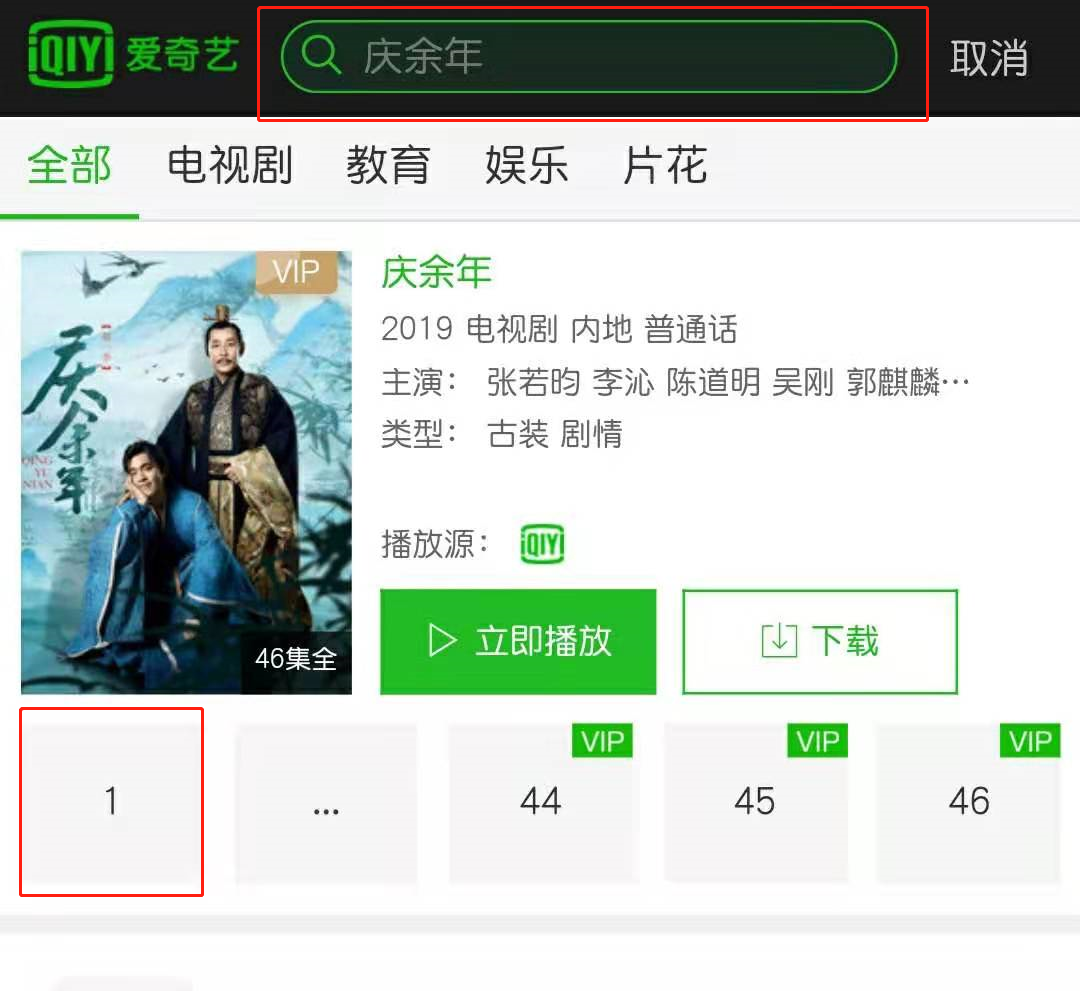 iQIYI 爱奇艺 庆余年 取消
全部 电视剧 教育 娱乐 片花
VIP
庆余年
QING
YU
NIAN
46集全
庆余年
2019 电视剧 内地 普通话
主演： 张若昀 李沁 陈道明 吴刚 郭麒麟…
类型： 古装 剧情
播放源： iQIYI
立即播放 下载
1 ... 44 VIP 45 VIP 46 VIP